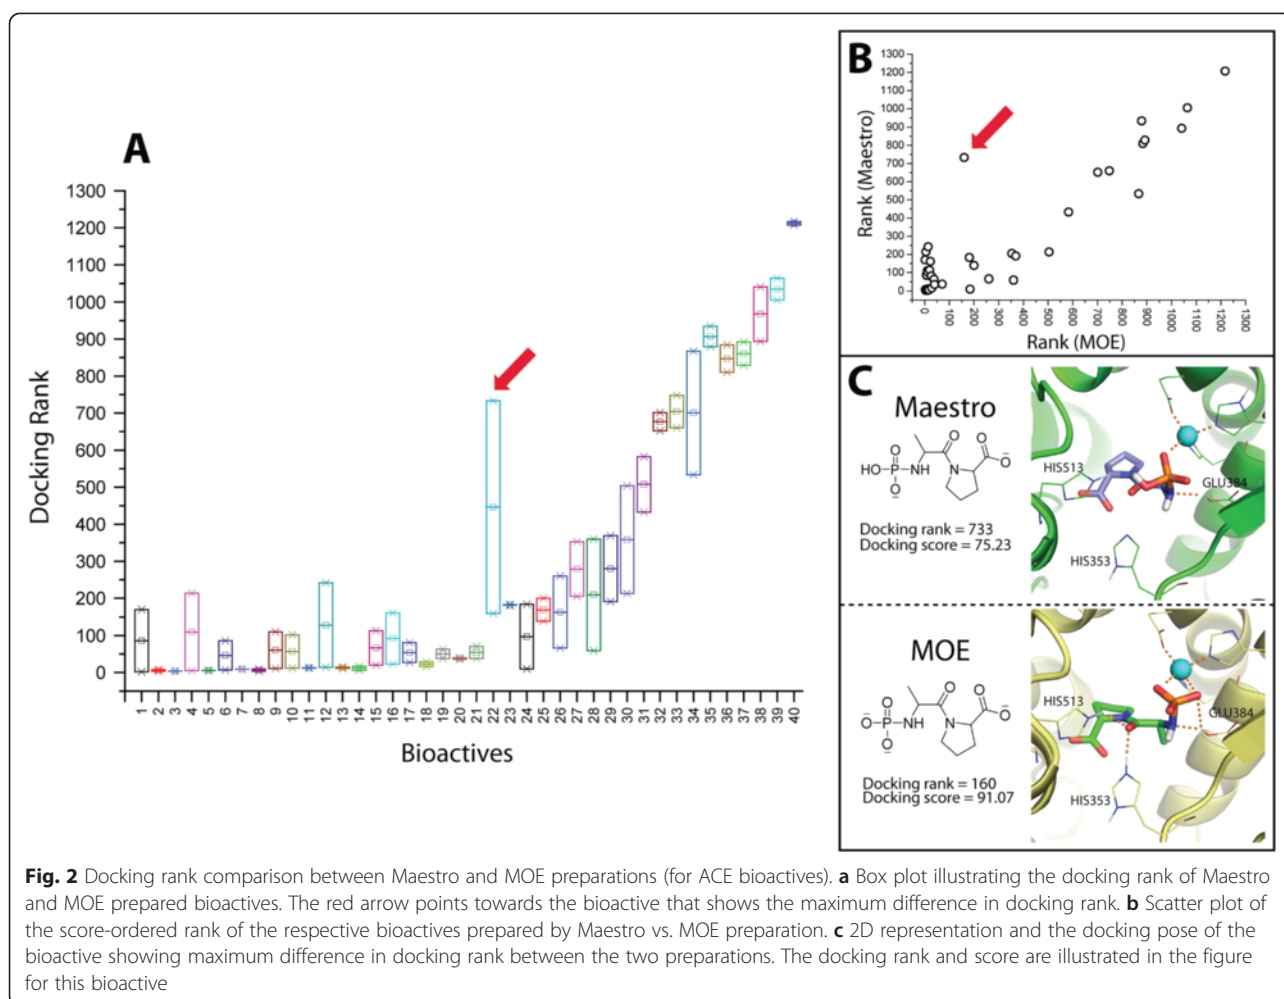 A
Docking Rank
1300
1200
1100
1000
900
800
700
600
500
400
300
200
100
0
1 2 3 4 5 6 7 8 9 10 11 12 13 14 15 16 17 18 19 20 21 22 23 24 25 26 27 28 29 30 31 32 33 34 35 36 37 38 39 40
Bioactives
B
Rank (Maestro)
1300
1200
1100
1000
900
800
700
600
500
400
300
200
100
0
0 100 200 300 400 500 600 700 800 900 1000 1100 1200 1300
Rank (MOE)
C
Maestro
O
O
O
HO-P-NH
N
O
O
Docking rank = 733
Docking score = 75.23
HIS513
GLU384
HIS353
MOE
O
O
O
O-P-NH
N
O
O
Docking rank = 160
Docking score = 91.07
HIS513
GLU384
HIS353
Fig. 2 Docking rank comparison between Maestro and MOE preparations (for ACE bioactives). a Box plot illustrating the docking rank of Maestro
and MOE prepared bioactives. The red arrow points towards the bioactive that shows the maximum difference in docking rank. b Scatter plot of
the score-ordered rank of the respective bioactives prepared by Maestro vs. MOE preparation. c 2D representation and the docking pose of the
bioactive showing maximum difference in docking rank between the two preparations. The docking rank and score are illustrated in the figure
for this bioactive